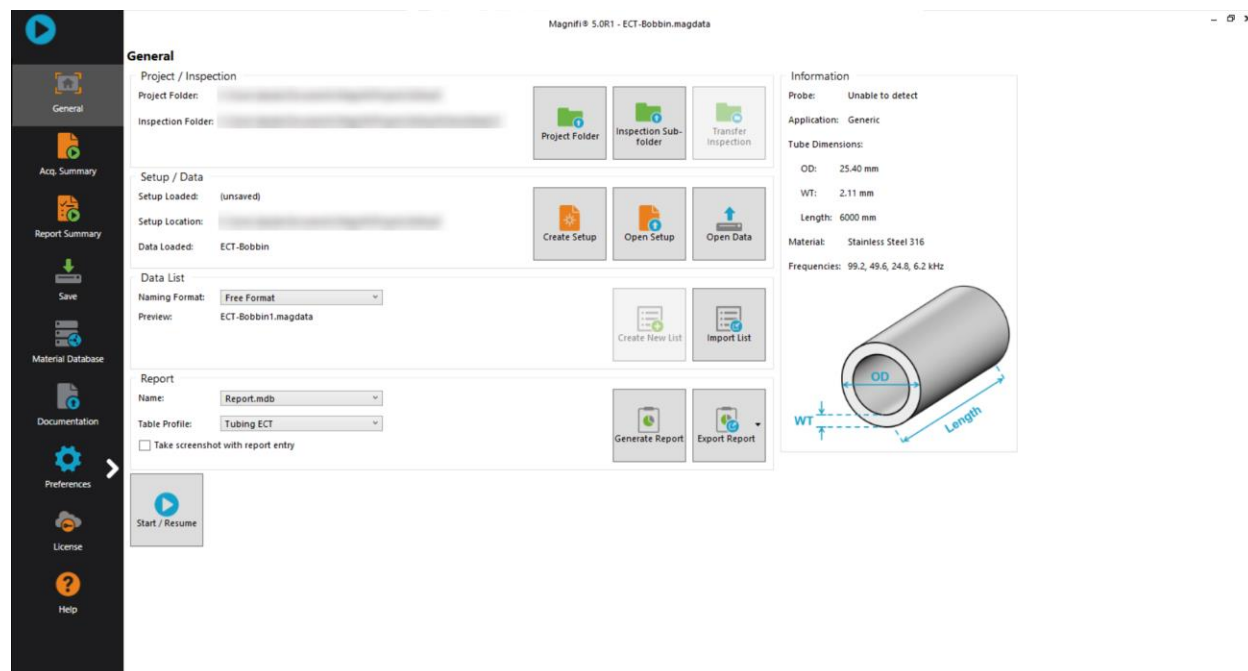 Magnifi® 5.0R1 - ECT-Bobbin.magdata
General
Acq. Summary
Report Summary
Save
Material Database
Documentation
Preferences
License
Help
General
Project / Inspection
Project Folder:
Inspection Folder:
Project Folder
Inspection Sub-
folder
Transfer
Inspection
Setup / Data
Setup Loaded: (unsaved)
Setup Location:
Data Loaded: ECT-Bobbin
Create Setup
Open Setup
Open Data
Data List
Naming Format: Free Format
Preview: ECT-Bobbin1.magdata
Create New List
Import List
Report
Name: Report.mdb
Table Profile: Tubing ECT
Take screenshot with report entry
Generate Report
Export Report
Start / Resume
Information
Probe: Unable to detect
Application: Generic
Tube Dimensions:
OD: 25.40 mm
WT: 2.11 mm
Length: 6000 mm
Material: Stainless Steel 316
Frequencies: 99.2, 49.6, 24.8, 6.2 kHz
OD
WT
Length